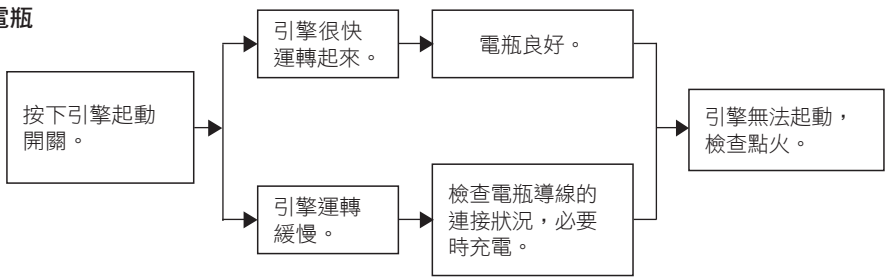 電瓶
按下引擎起動
開關。
引擎很快
運轉起來。
電瓶良好。
引擎運轉
緩慢。
檢查電瓶導線的
連接狀況，必要
時充電。
引擎無法起動，
檢查點火。